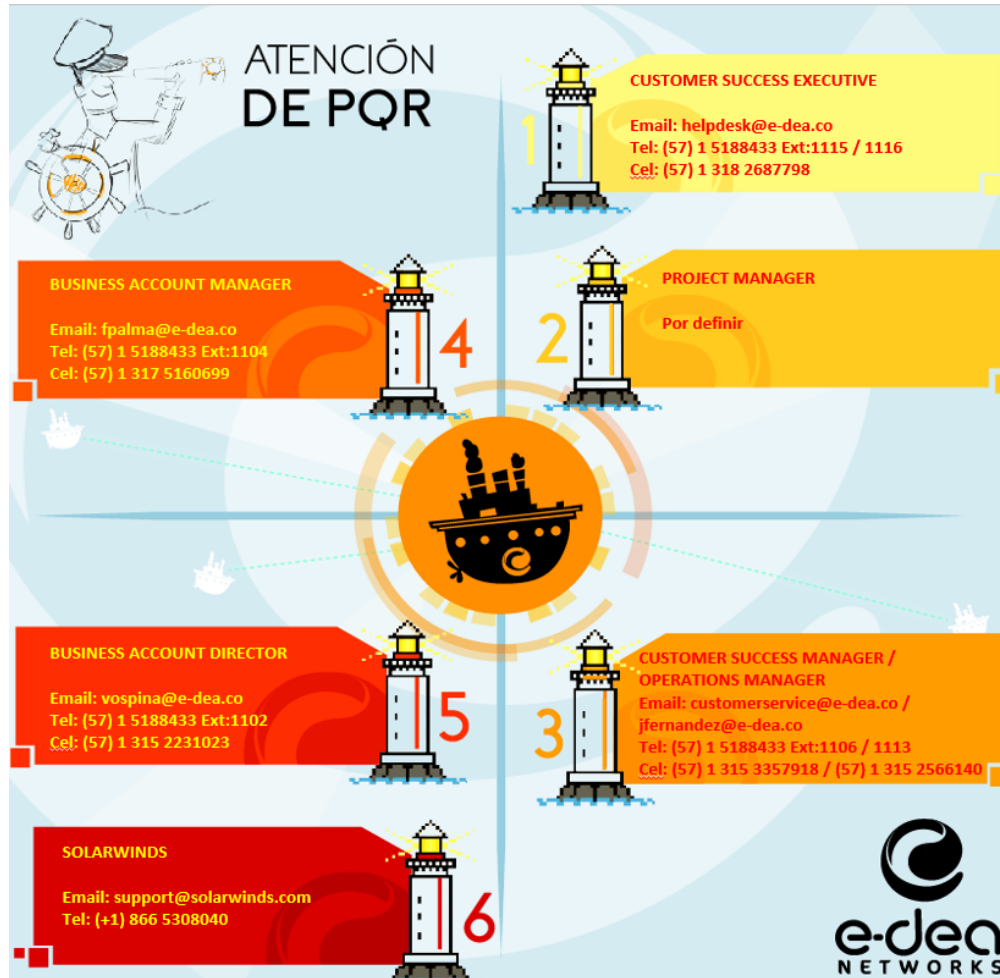 ATENCIÓN
DE PQR
1
CUSTOMER SUCCESS EXECUTIVE
Email: helpdesk@e-dea.co
Tel: (57) 1 5188433 Ext:1115 / 1116
Cel: (57) 1 318 2687798
2
PROJECT MANAGER
Por definir
3
CUSTOMER SUCCESS MANAGER /
OPERATIONS MANAGER
Email: customerservice@e-dea.co /
jfernandez@e-dea.co
Tel: (57) 1 5188433 Ext:1106 / 1113
Cel: (57) 1 315 3357918 / (57) 1 315 2566140
4
BUSINESS ACCOUNT MANAGER
Email: fpalma@e-dea.co
Tel: (57) 1 5188433 Ext:1104
Cel: (57) 1 317 5160699
5
BUSINESS ACCOUNT DIRECTOR
Email: vospina@e-dea.co
Tel: (57) 1 5188433 Ext:1102
Cel: (57) 1 315 2231023
6
SOLARWINDS
Email: support@solarwinds.com
Tel: (+1) 866 5308040
e-dea
NETWORKS